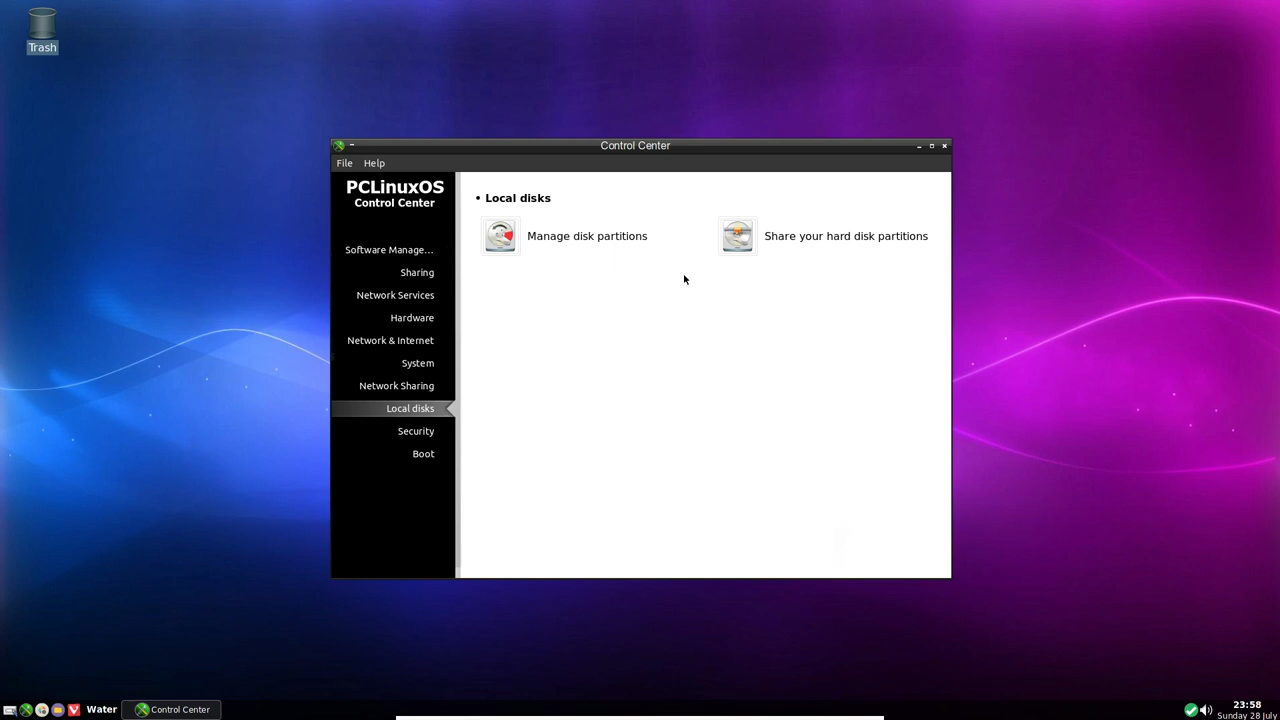 Trash
Control Center
File Help
PCLinuxOS
Control Center
Software Manage...
Sharing
Network Services
Hardware
Network & Internet
System
Network Sharing
Local disks
Security
Boot
• Local disks
Manage disk partitions
Share your hard disk partitions
Water
Control Center
23:58
Sunday 28 July